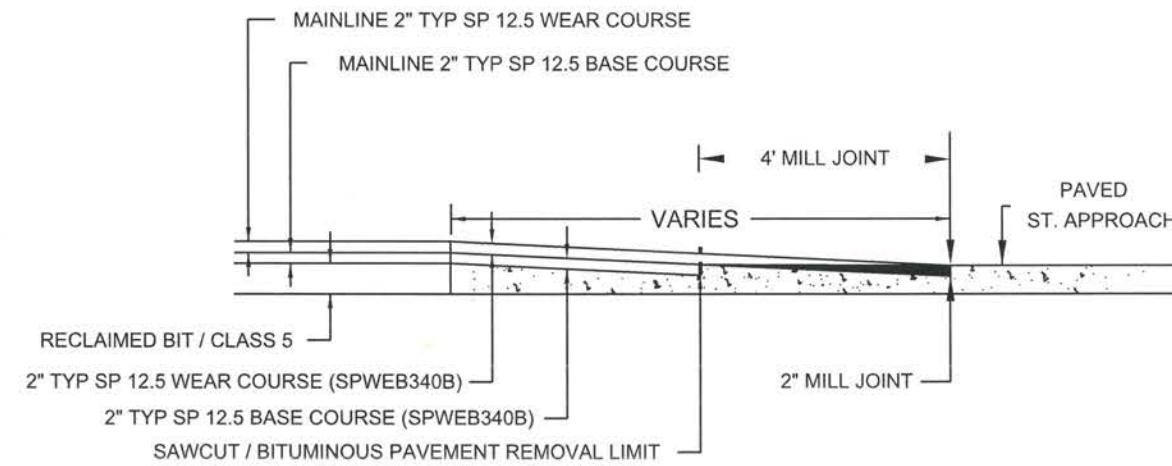 MAINLINE 2" TYP SP 12.5 WEAR COURSE
MAINLINE 2" TYP SP 12.5 BASE COURSE
4' MILL JOINT
PAVED
ST. APPROACH
VARIES
RECLAIMED BIT / CLASS 5
2" TYP SP 12.5 WEAR COURSE (SPWEB340B)
2" MILL JOINT
2" TYP SP 12.5 BASE COURSE (SPWEB340B)
SAWCUT / BITUMINOUS PAVEMENT REMOVAL LIMIT